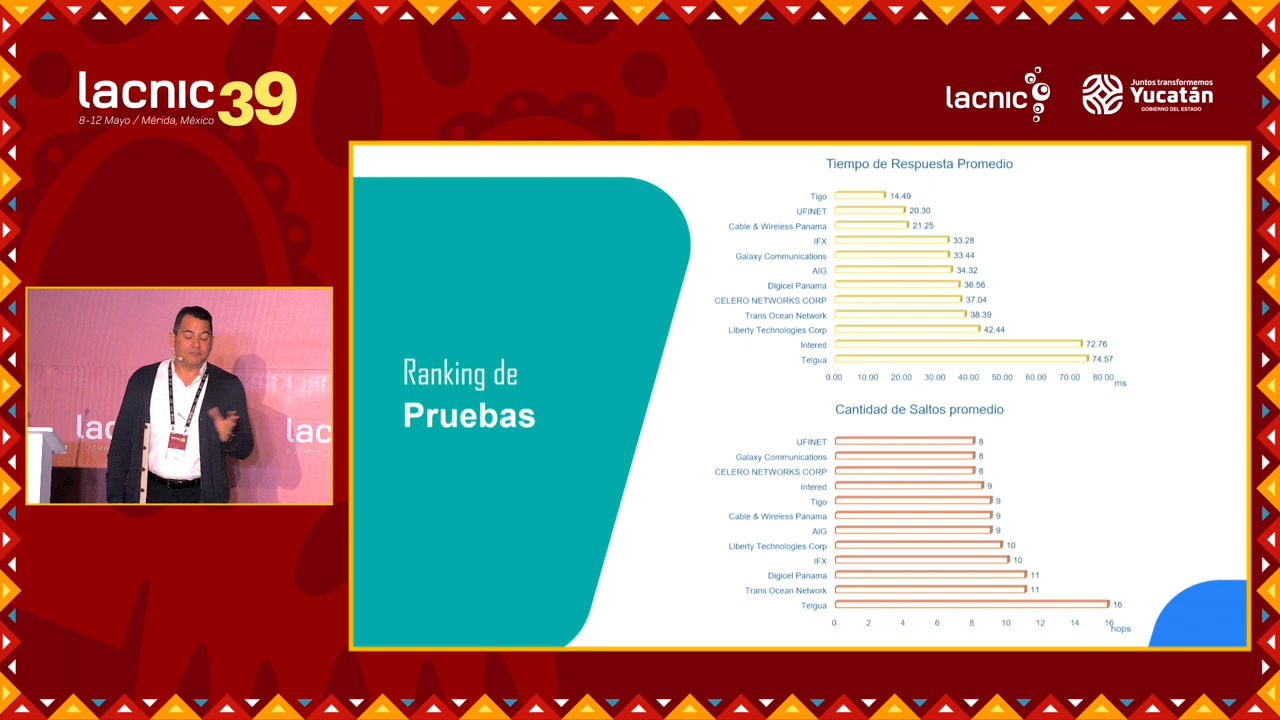 lacnic39
8-12 Mayo / Mérida, México
lacnic
Juntos transformemos
Yucatán
GOBIERNO DEL ESTADO
lac
lac
Ranking de
Pruebas
Tiempo de Respuesta Promedio
Tigo 14.49
UFINET 20.30
Cable & Wireless Panama 21.25
IFX 33.28
Galaxy Communications 33.44
AIG 34.32
Digicel Panama 36.56
CELERO NETWORKS CORP 37.04
Trans Ocean Network 38.39
Liberty Technologies Corp 42.44
Intered 72.76
Telgua 74.57
0.00 10.00 20.00 30.00 40.00 50.00 60.00 70.00 80.00 ms
Cantidad de Saltos promedio
UFINET 8
Galaxy Communications 8
CELERO NETWORKS CORP 8
Intered 9
Tigo 9
Cable & Wireless Panama 9
AIG 9
Liberty Technologies Corp 10
IFX 10
Digicel Panama 11
Trans Ocean Network 11
Telgua 16
0 2 4 6 8 10 12 14 16 hops